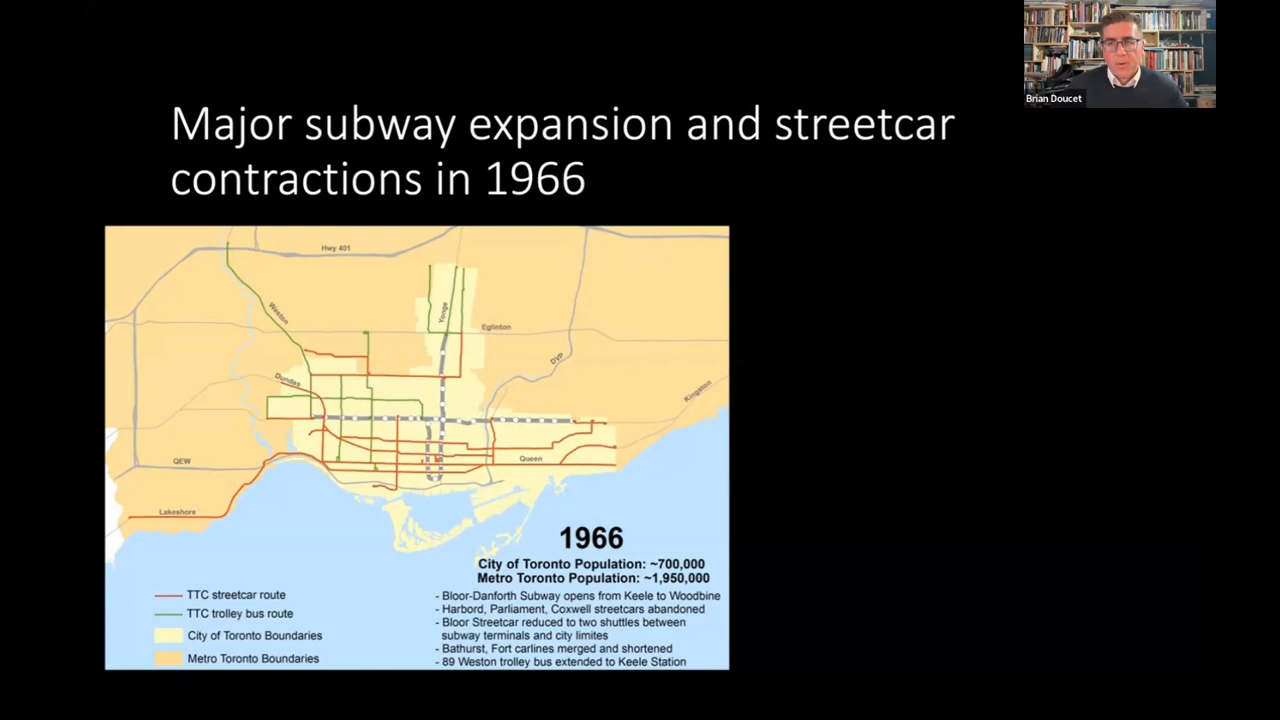 Brian Doucet
Major subway expansion and streetcar
contractions in 1966
Hwy 401
Weston
Yonge
Eglinton
DVP
Dundas
Kingston
QEW
Queen
Lakeshore
1966
City of Toronto Population: ~700,000
Metro Toronto Population: ~1,950,000
TTC streetcar route
TTC trolley bus route
City of Toronto Boundaries
Metro Toronto Boundaries
- Bloor-Danforth Subway opens from Keele to Woodbine
- Harbord, Parliament, Coxwell streetcars abandoned
- Bloor Streetcar reduced to two shuttles between
subway terminals and city limites
- Bathurst, Fort carlines merged and shortened
- 89 Weston trolley bus extended to Keele Station